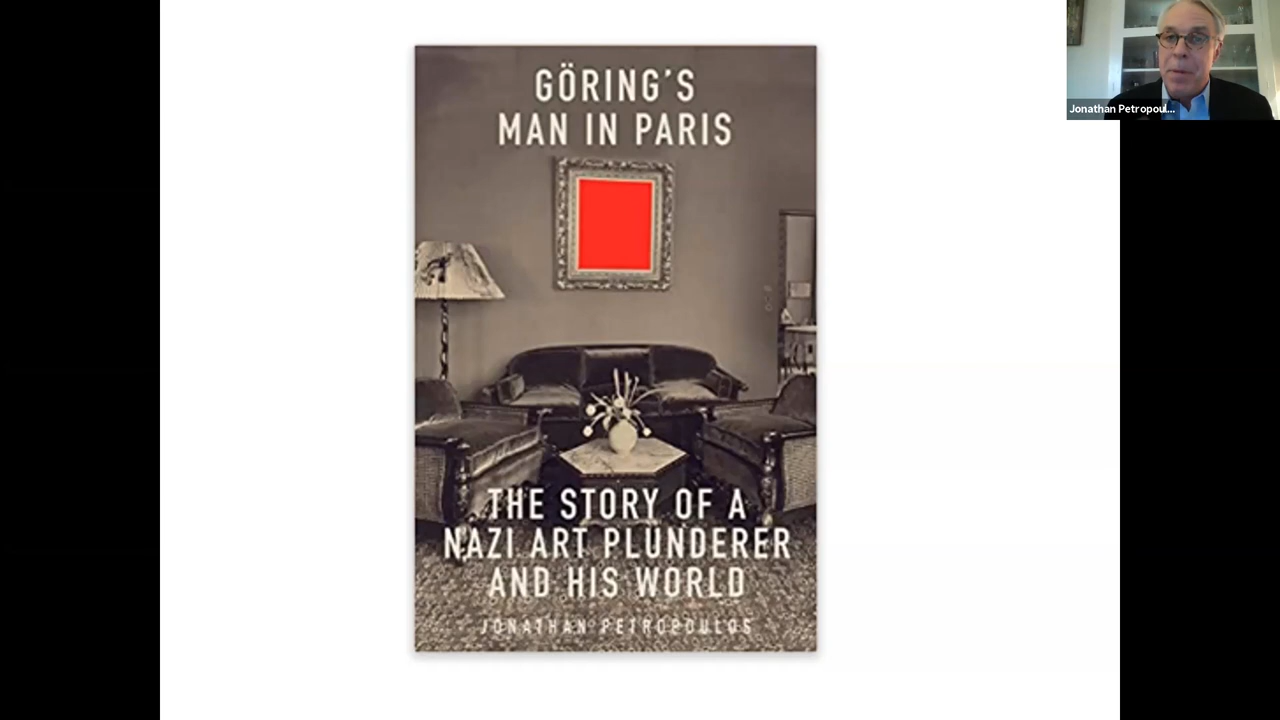 GÖRING'S
MAN IN PARIS
THE STORY OF A
NAZI ART PLUNDERER
AND HIS WORLD
JONATHAN PETROPOULOS
Jonathan Petropoul...